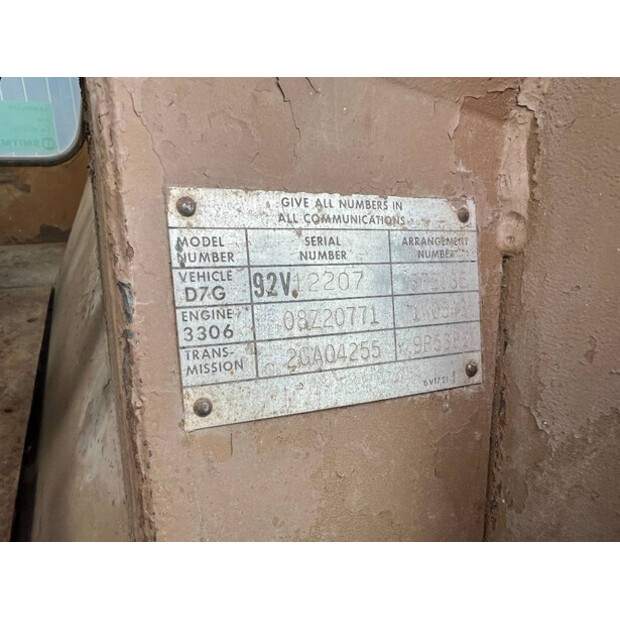 GIVE ALL NUMBERS IN
ALL COMMUNICATIONS
MODEL NUMBER SERIAL NUMBER ARRANGEMENT NUMBER
VEHICLE D7G 92V12207
ENGINE 3306 08Z20771
TRANS-MISSION 2GA04255